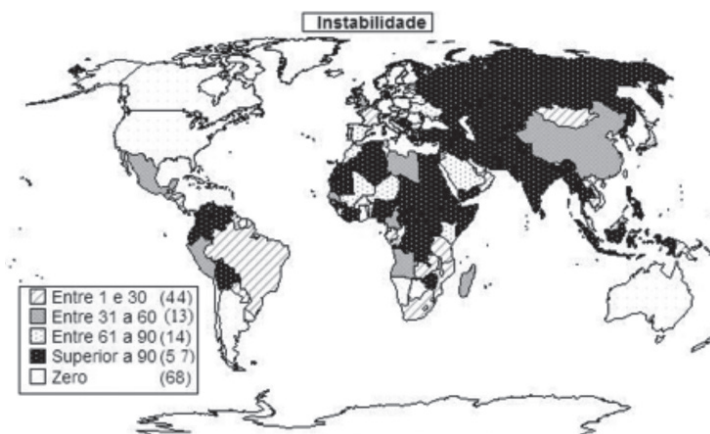 Instabilidade
Entre 1 e 30 (44)
Entre 31 a 60 (13)
Entre 61 a 90 (14)
Superior a 90 (5 7)
Zero (68)